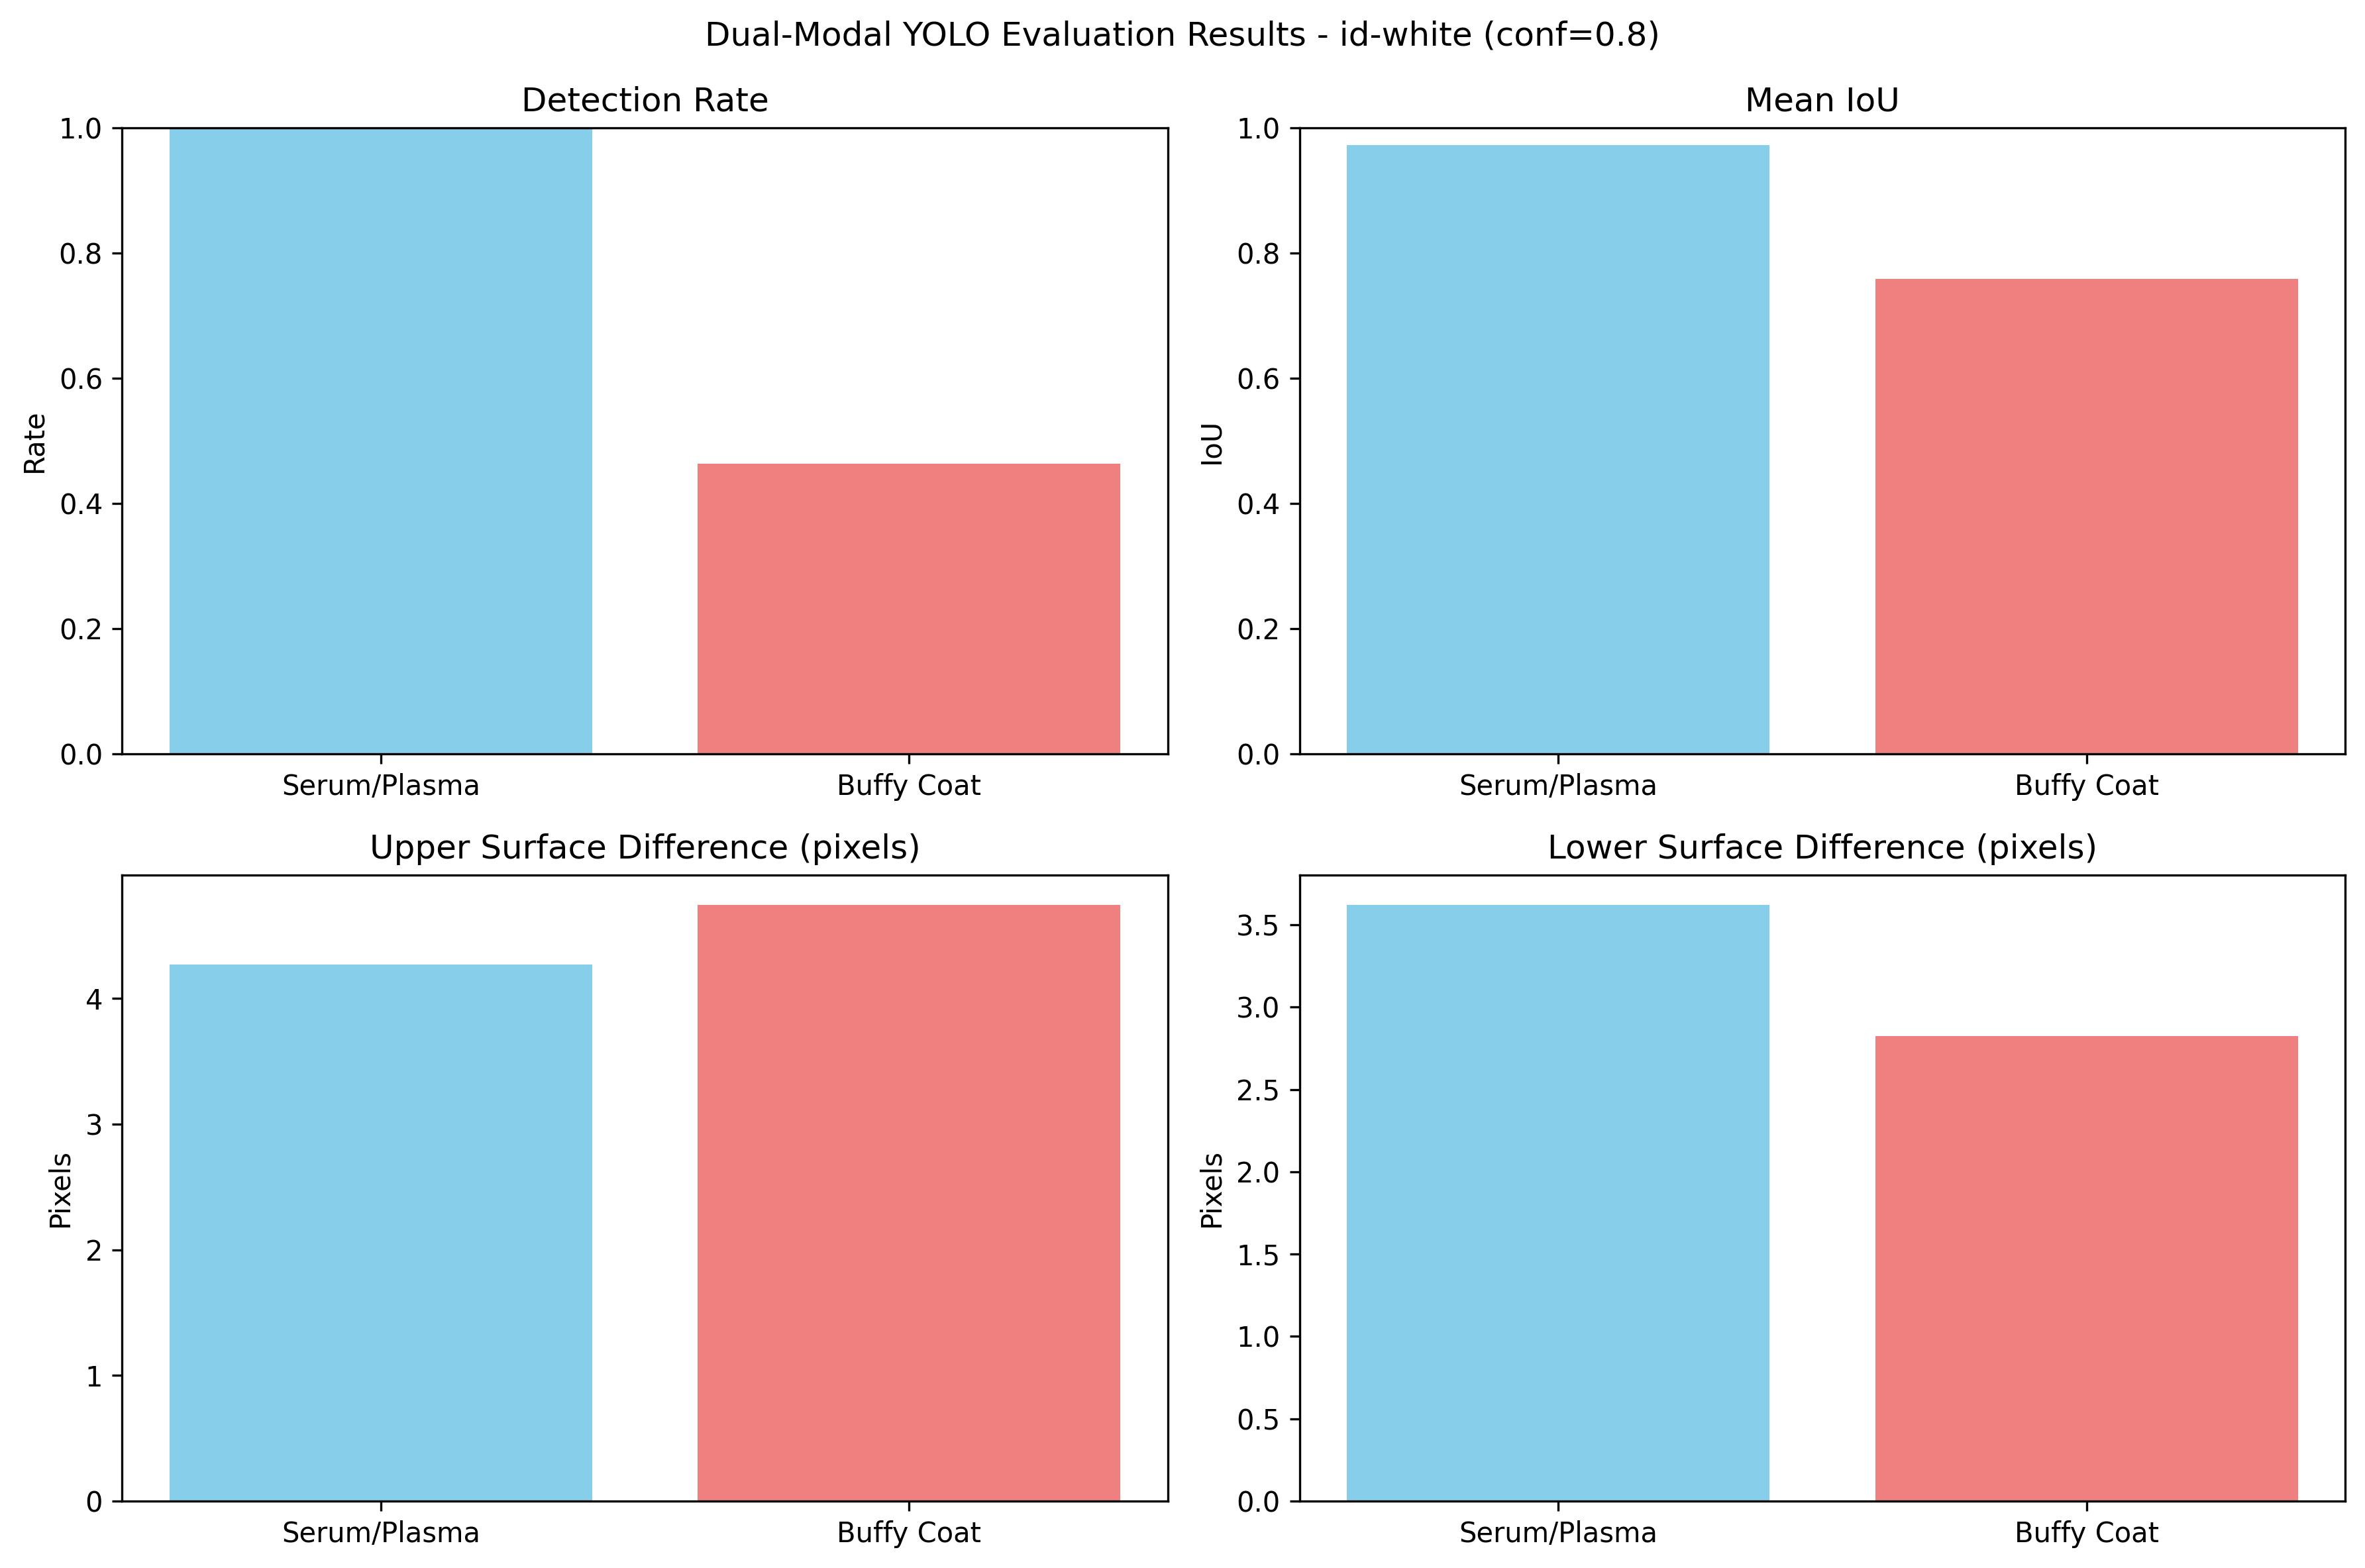 Dual-Modal YOLO Evaluation Results - id-white (conf=0.8)
Detection Rate
1.0
0.8
0.6
0.4
0.2
0.0
Rate
Serum/Plasma
Buffy Coat
Mean IoU
1.0
0.8
0.6
0.4
0.2
0.0
IoU
Serum/Plasma
Buffy Coat
Upper Surface Difference (pixels)
4
3
2
1
0
Pixels
Serum/Plasma
Buffy Coat
Lower Surface Difference (pixels)
3.5
3.0
2.5
2.0
1.5
1.0
0.5
0.0
Pixels
Serum/Plasma
Buffy Coat